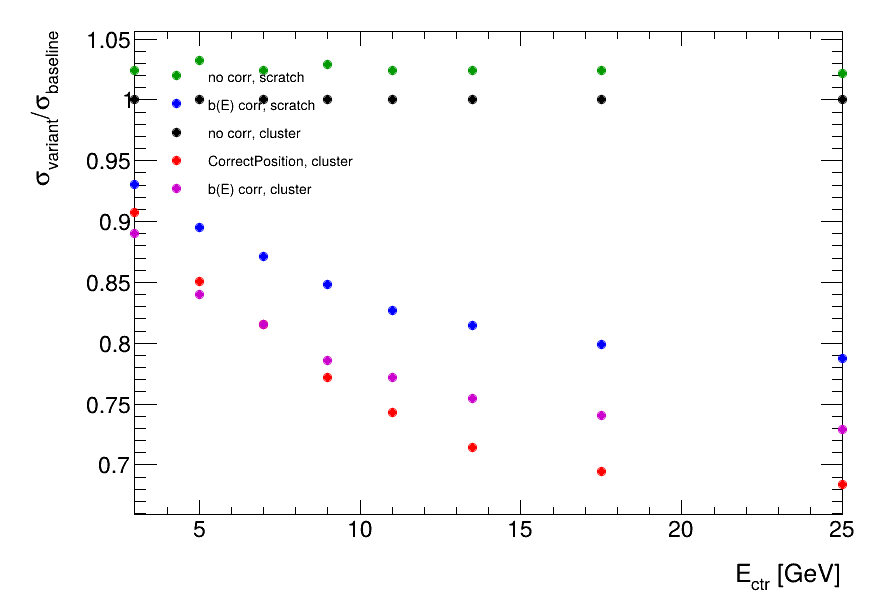 σvariant/σbaseline
1.05
1
0.95
0.9
0.85
0.8
0.75
0.7
no corr, scratch
b(E) corr, scratch
no corr, cluster
CorrectPosition, cluster
b(E) corr, cluster
5 10 15 20 25
Ectr [GeV]